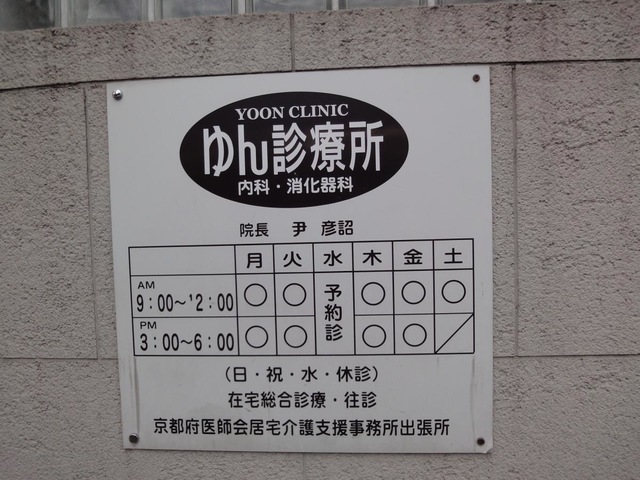 YOON CLINIC
ゆん診療所
内科・消化器科
院長 尹 彦詔
月 火 水 木 金 土
AM
9:00〜12:00 ○ ○ 予約診 ○ ○ ○
PM
3:00〜6:00 ○ ○ ○ ○ ／
(日・祝・水・休診)
在宅総合診療・往診
京都府医師会居宅介護支援事務所出張所